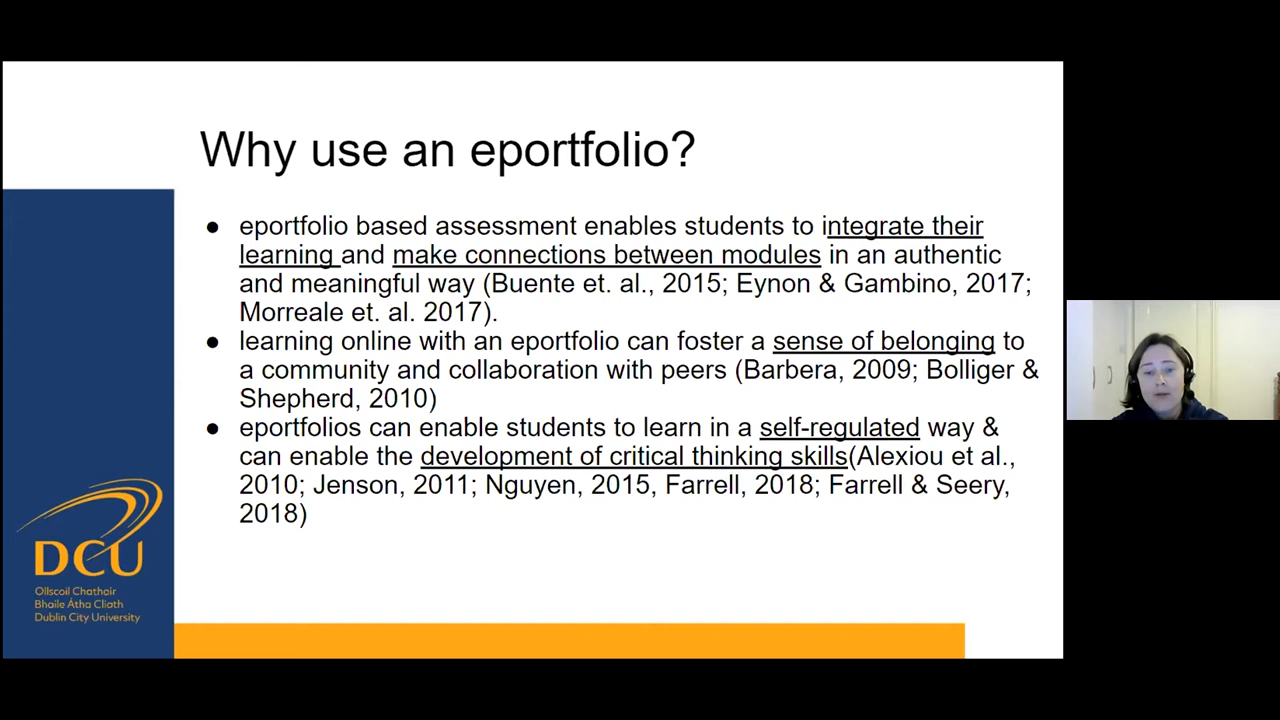 Why use an eportfolio?
● eportfolio based assessment enables students to integrate their
learning and make connections between modules in an authentic
and meaningful way (Buente et. al., 2015; Eynon & Gambino, 2017;
Morreale et. al. 2017).
● learning online with an eportfolio can foster a sense of belonging to
a community and collaboration with peers (Barbera, 2009; Bolliger &
Shepherd, 2010)
● eportfolios can enable students to learn in a self-regulated way &
can enable the development of critical thinking skills(Alexiou et al.,
2010; Jenson, 2011; Nguyen, 2015, Farrell, 2018; Farrell & Seery,
2018)
DCU
Ollscoil Chathair
Bhaile Átha Cliath
Dublin City University